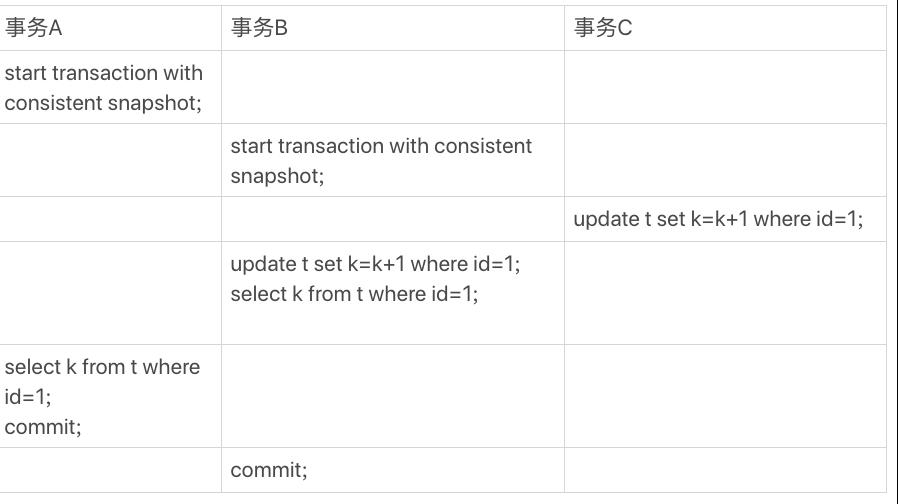 事务A
事务B
事务C
start transaction with
consistent snapshot;
start transaction with consistent
snapshot;
update t set k=k+1 where id=1;
update t set k=k+1 where id=1;
select k from t where id=1;
select k from t where
id=1;
commit;
commit;